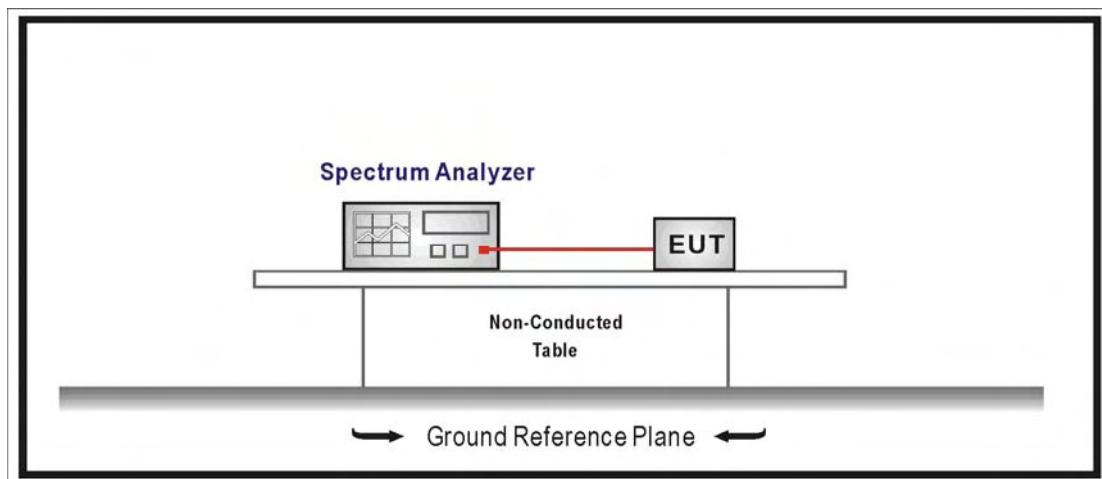 Spectrum Analyzer
EUT
Non-Conducted
Table
Ground Reference Plane